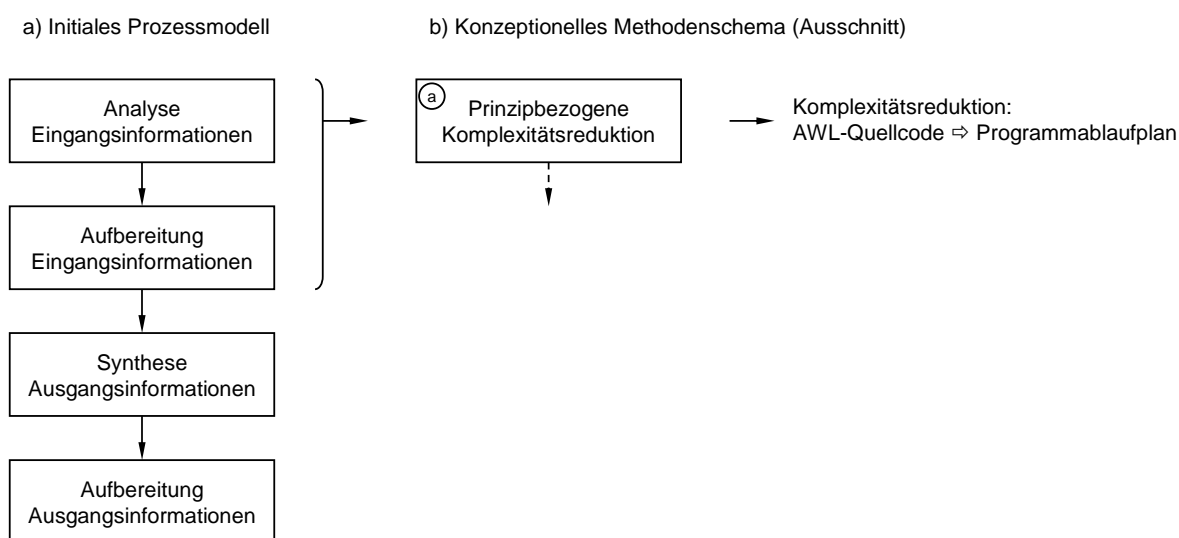 a) Initiales Prozessmodell
b) Konzeptionelles Methodenschema (Ausschnitt)
Analyse
Eingangsinformationen
Aufbereitung
Eingangsinformationen
Synthese
Ausgangsinformationen
Aufbereitung
Ausgangsinformationen
a
Prinzipbezogene
Komplexitätsreduktion
Komplexitätsreduktion:
AWL-Quellcode ⇨ Programmablaufplan